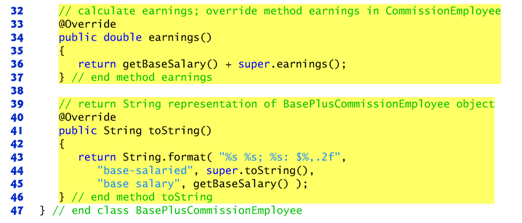 32 // calculate earnings; override method earnings in CommissionEmployee
33 @Override
34 public double earnings()
35 {
36 return getBaseSalary() + super.earnings();
37 } // end method earnings
38
39 // return String representation of BasePlusCommissionEmployee object
40 @Override
41 public String toString()
42 {
43 return String.format( "%s %s; %s: $%,.2f",
44 "base-salaried", super.toString(),
45 "base salary", getBaseSalary() );
46 } // end method toString
47 } // end class BasePlusCommissionEmployee